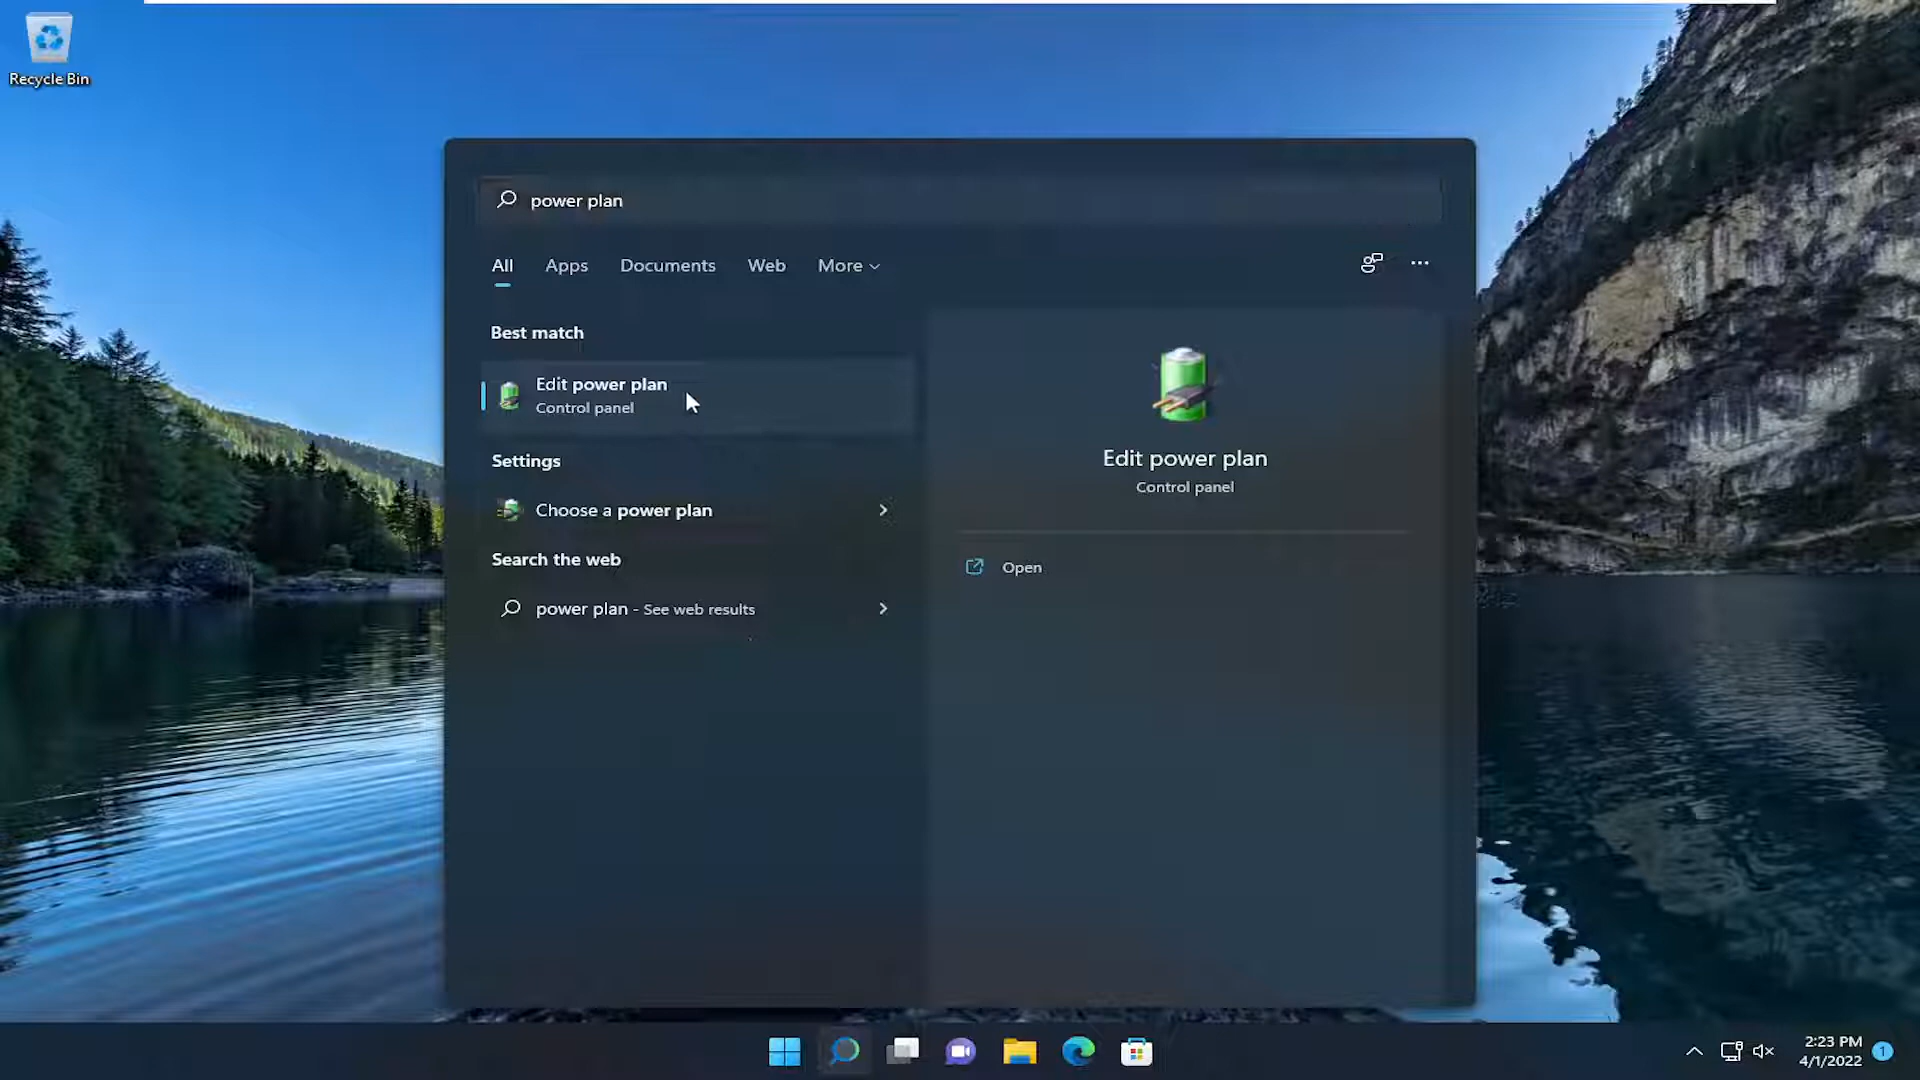 Recycle Bin
power plan
All Apps Documents Web More
Best match
Edit power plan
Control panel
Settings
Choose a power plan
Search the web
power plan - See web results
Edit power plan
Control panel
Open
2:23 PM
4/1/2022
1